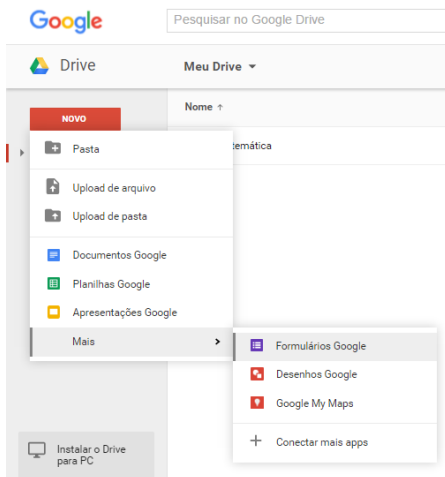 Google
Pesquisar no Google Drive
Drive
Meu Drive
Nome ↑
NOVO
Pasta
temática
Upload de arquivo
Upload de pasta
Documentos Google
Planilhas Google
Apresentações Google
Mais
Formulários Google
Desenhos Google
Google My Maps
Conectar mais apps
Instalar o Drive
para PC